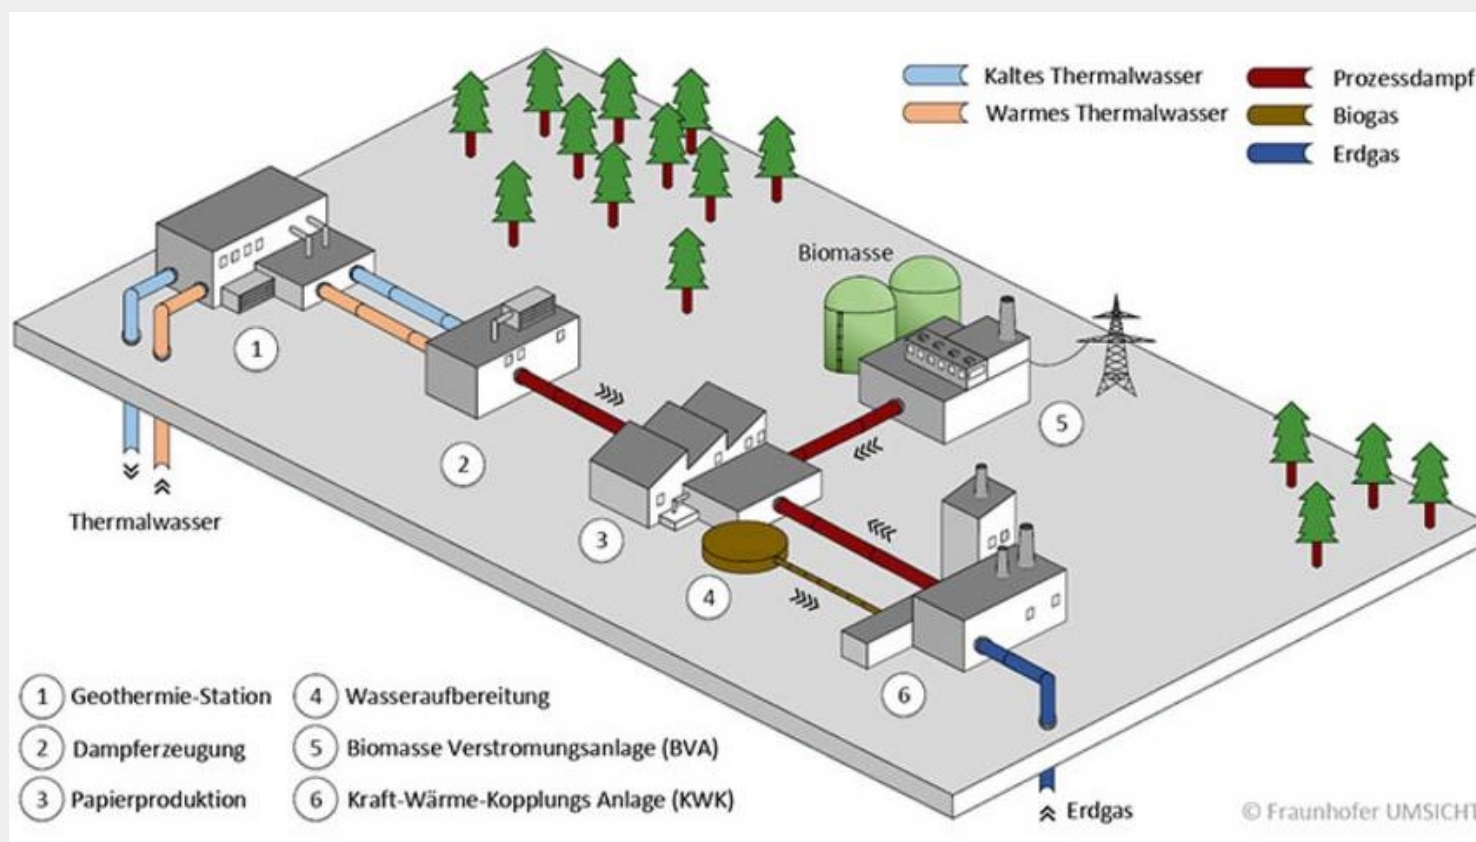 Kaltes Thermalwasser
Warmes Thermalwasser
Prozessdampf
Biogas
Erdgas
Biomasse
1
2
3
4
5
6
Thermalwasser
1 Geothermie-Station
2 Dampferzeugung
3 Papierproduktion
4 Wasseraufbereitung
5 Biomasse Verstromungsanlage (BVA)
6 Kraft-Wärme-Kopplungs Anlage (KWK)
Erdgas
© Fraunhofer UMSICHT